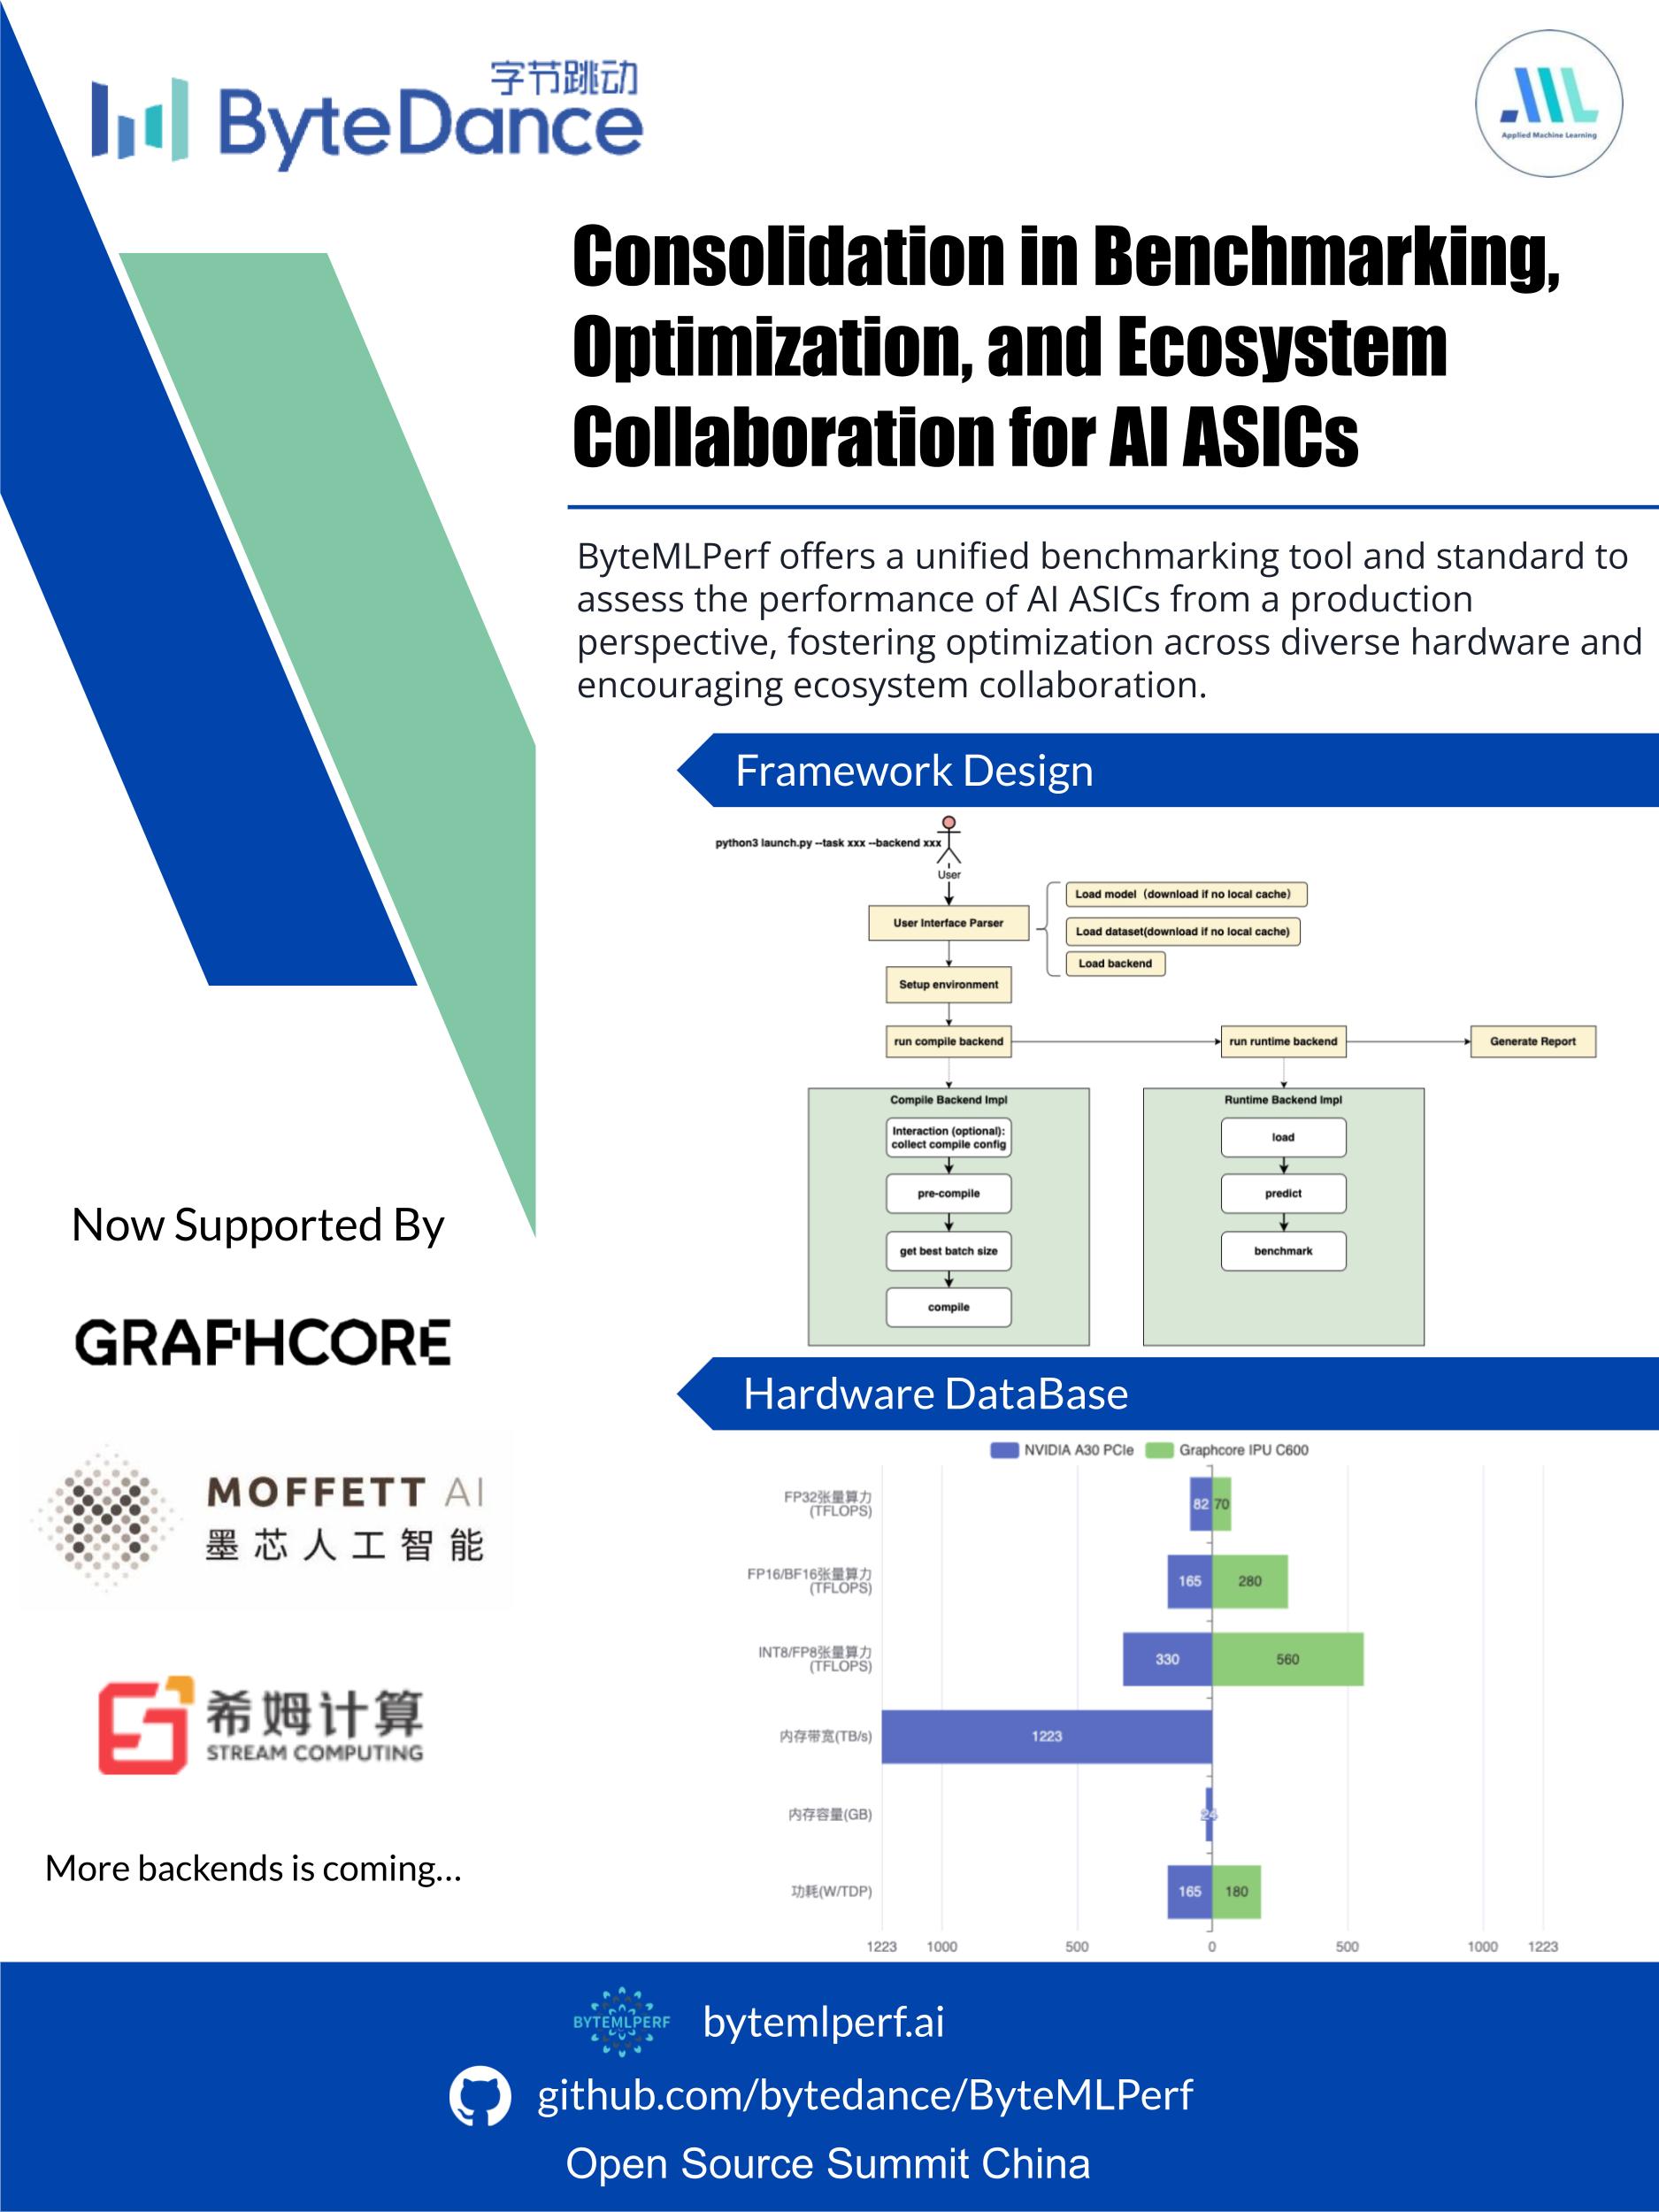 字节跳动
ByteDance
Applied Machine Learning
Consolidation in Benchmarking,
Optimization, and Ecosystem
Collaboration for AI ASICs
ByteMLPerf offers a unified benchmarking tool and standard to
assess the performance of AI ASICs from a production
perspective, fostering optimization across diverse hardware and
encouraging ecosystem collaboration.
Framework Design
python3 launch.py --task xxx --backend xxx
User
User Interface Parser
Load model（download if no local cache）
Load dataset(download if no local cache)
Load backend
Setup environment
run compile backend
run runtime backend
Generate Report
Compile Backend Impl
Interaction (optional):
collect compile config
pre-compile
get best batch size
compile
Runtime Backend Impl
load
predict
benchmark
Now Supported By
GRAPHCORE
MOFFETT AI
墨芯人工智能
希姆计算
STREAM COMPUTING
More backends is coming...
Hardware DataBase
NVIDIA A30 PCIe
Graphcore IPU C600
FP32张量算力
(TFLOPS)
82 70
FP16/BF16张量算力
(TFLOPS)
165 280
INT8/FP8张量算力
(TFLOPS)
330 560
内存带宽(TB/s)
1223
内存容量(GB)
24
功耗(W/TDP)
165 180
1223 1000 500 0 500 1000 1223
BYTEMLPERF
bytemlperf.ai
github.com/bytedance/ByteMLPerf
Open Source Summit China